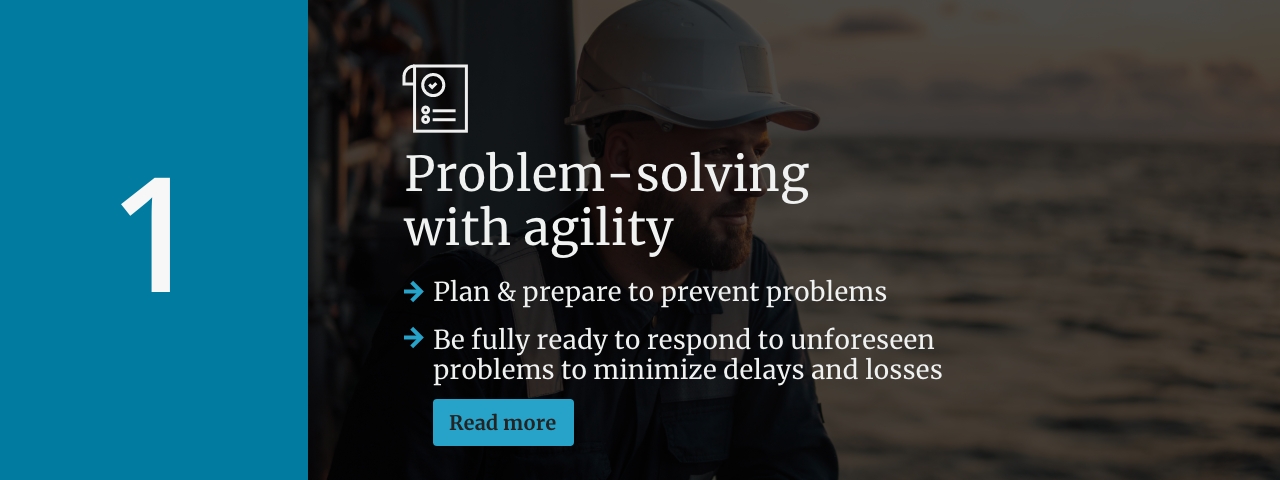 1
Problem-solving
with agility
Plan & prepare to prevent problems
Be fully ready to respond to unforeseen
problems to minimize delays and losses
Read more